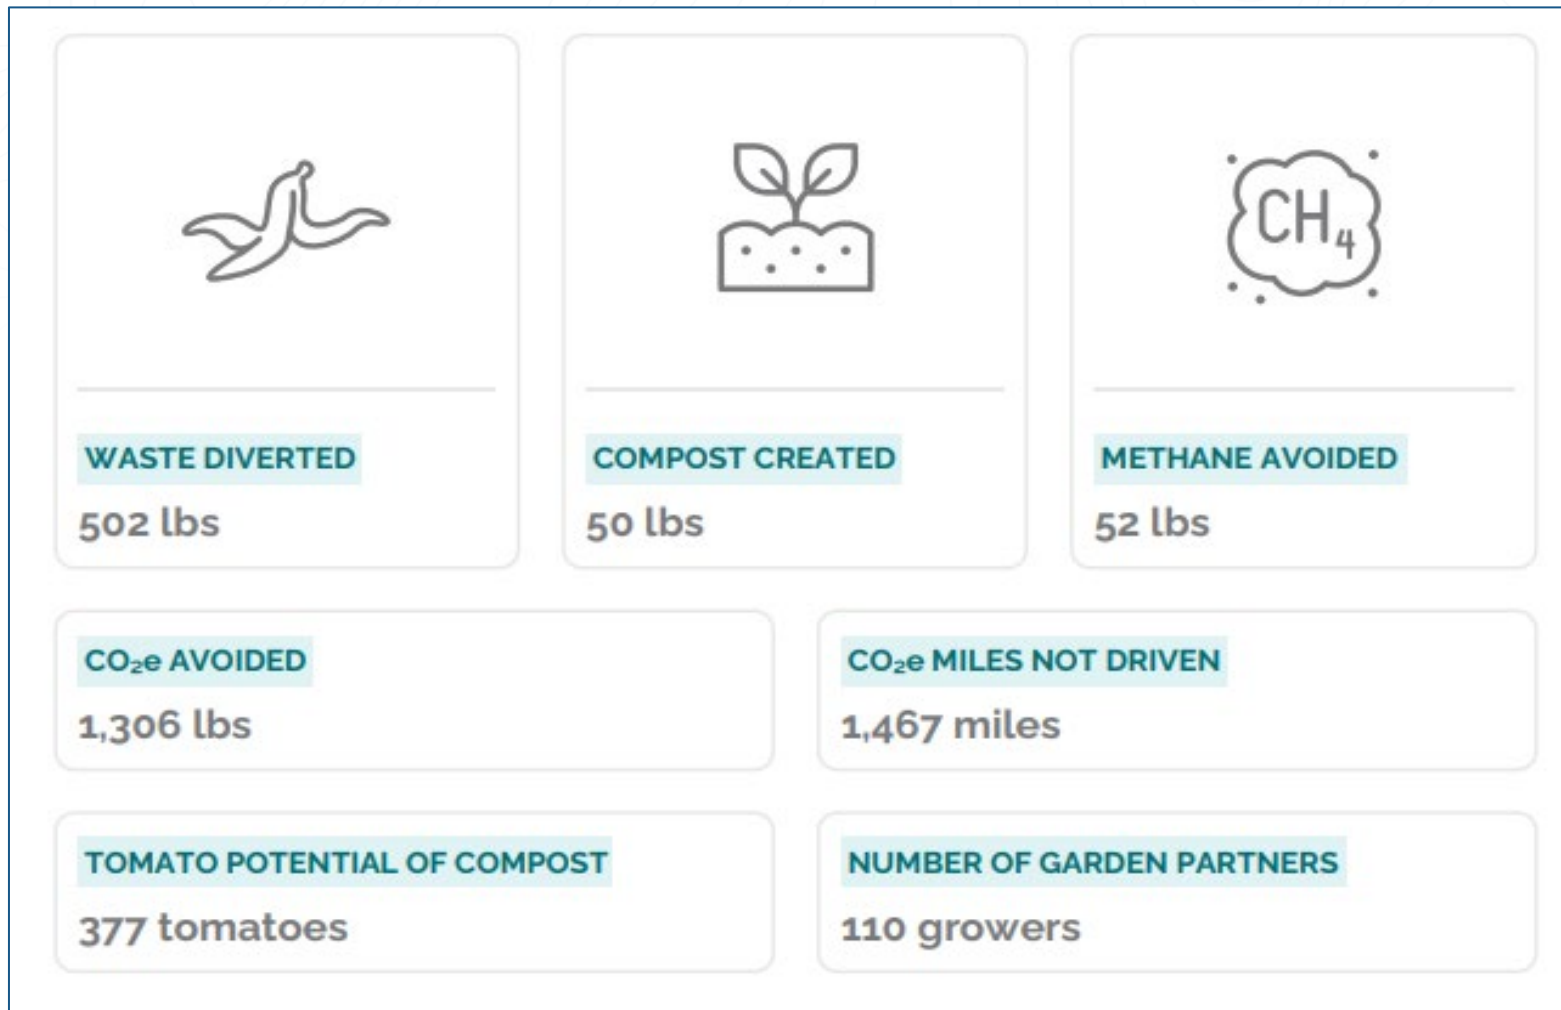 CH₄
WASTE DIVERTED
502 lbs
COMPOST CREATED
50 lbs
METHANE AVOIDED
52 lbs
CO₂e AVOIDED
1,306 lbs
CO₂e MILES NOT DRIVEN
1,467 miles
TOMATO POTENTIAL OF COMPOST
377 tomatoes
NUMBER OF GARDEN PARTNERS
110 growers